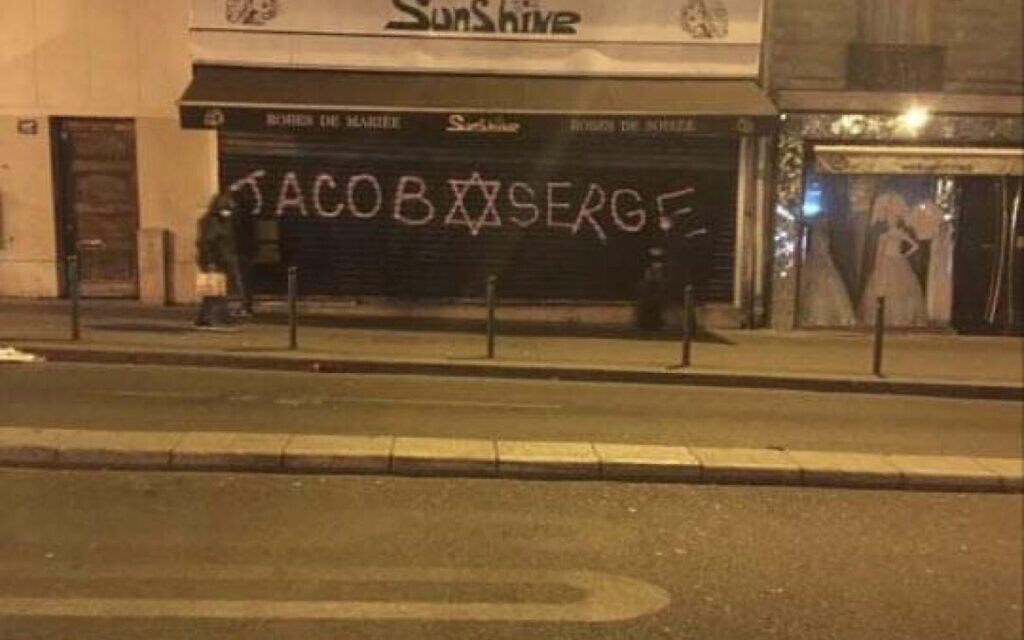 SunShine
ROBES DE MARIÉE SunShine ROBES DE SOIRÉE
JACOB ✡ SERGE